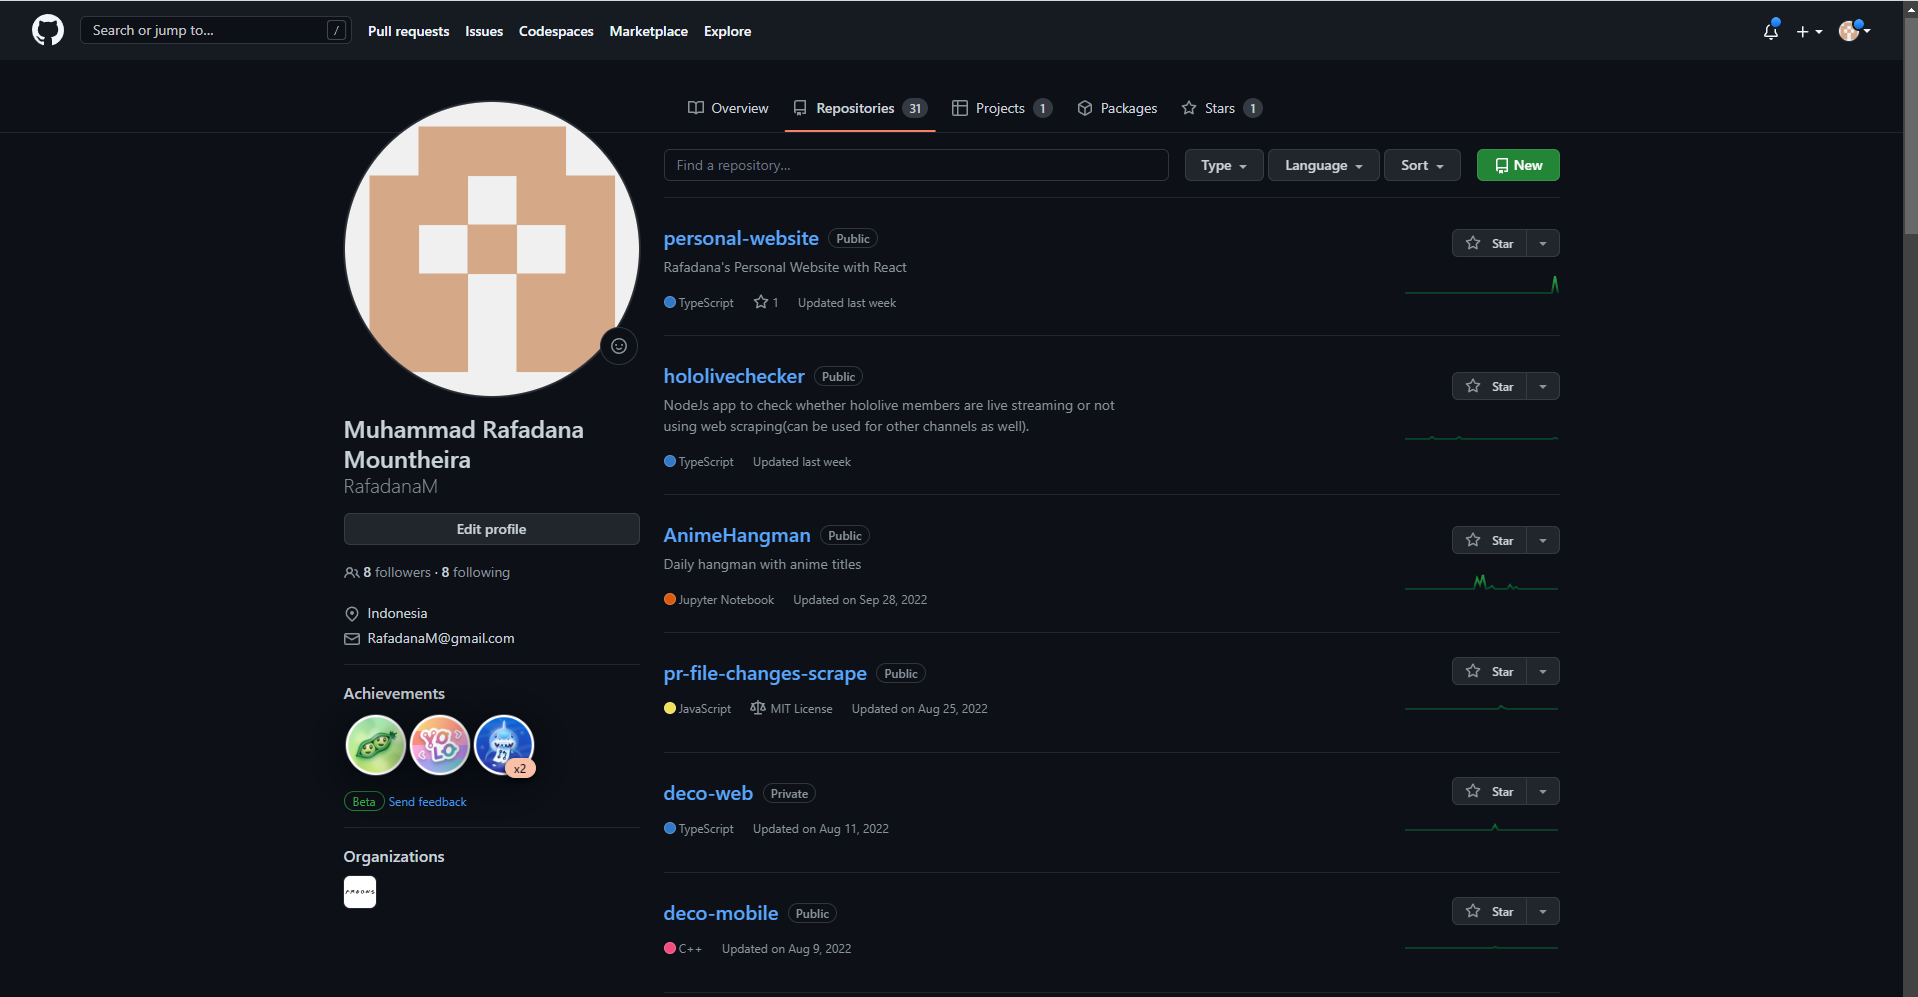 Search or jump to... /
Pull requests Issues Codespaces Marketplace Explore
Overview Repositories 31 Projects 1 Packages Stars 1
Muhammad Rafadana
Mountheira
RafadanaM
Edit profile
8 followers · 8 following
Indonesia
RafadanaM@gmail.com
Achievements
YOLO
x2
Beta Send feedback
Organizations
Find a repository... Type Language Sort New
personal-website Public Star
Rafadana's Personal Website with React
TypeScript 1 Updated last week
hololivechecker Public Star
NodeJs app to check whether hololive members are live streaming or not
using web scraping(can be used for other channels as well).
TypeScript Updated last week
AnimeHangman Public Star
Daily hangman with anime titles
Jupyter Notebook Updated on Sep 28, 2022
pr-file-changes-scrape Public Star
JavaScript MIT License Updated on Aug 25, 2022
deco-web Private Star
TypeScript Updated on Aug 11, 2022
deco-mobile Public Star
C++ Updated on Aug 9, 2022